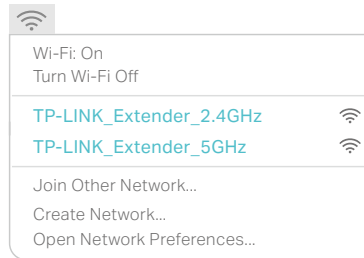 Wi-Fi: On
Turn Wi-Fi Off
TP-LINK_Extender_2.4GHz
TP-LINK_Extender_5GHz
Join Other Network...
Create Network...
Open Network Preferences...